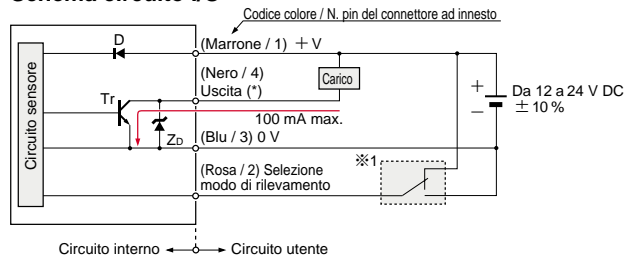 Codice colore / N. pin del connettore ad innesto
D
(Marrone / 1) +V
(Nero / 4)
Uscita (*)
Carico
Tr
Circuito sensore
100 mA max.
ZD
(Blu / 3) 0 V
+
−
Da 12 a 24 V DC
±10 %
※1
(Rosa / 2) Selezione
modo di rilevamento
Circuito interno
Circuito utente